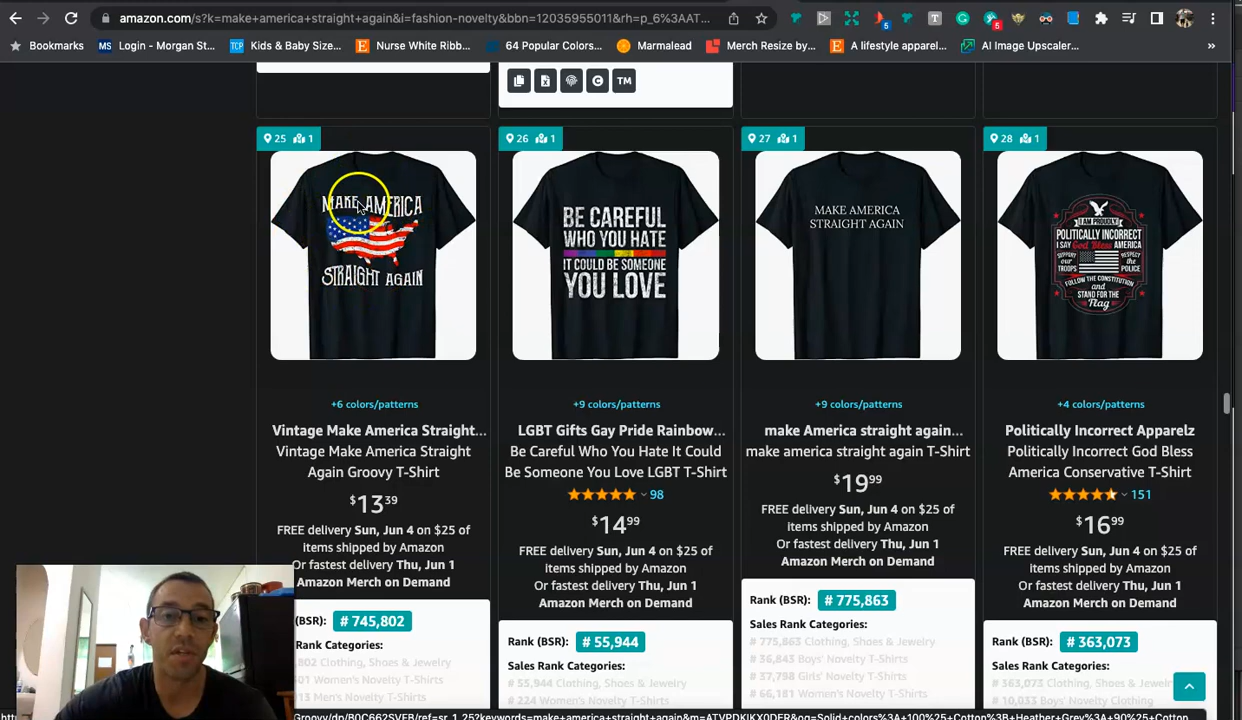 amazon.com/s?k=make+america+straight+again&i=fashion-novelty&bbn=12035955011&rh=p_6%3AAT...
Bookmarks
MS Login - Morgan St...
TCP Kids & Baby Size...
E Nurse White Ribb...
64 Popular Colors...
Marmalead
Merch Resize by...
E A lifestyle apparel...
AI Image Upscaler...
»
TM
25 1
26 1
27 1
28 1
MAKE AMERICA
STRAIGHT AGAIN
BE CAREFUL
WHO YOU HATE
IT COULD BE SOMEONE
YOU LOVE
MAKE AMERICA
STRAIGHT AGAIN
I AM PROUDLY
POLITICALLY INCORRECT
I SAY God Bless AMERICA
SUPPORT our TROOPS
RESPECT the POLICE
FOLLOW THE CONSTITUTION
and
STAND FOR THE
Flag
+6 colors/patterns
Vintage Make America Straight...
Vintage Make America Straight
Again Groovy T-Shirt
$13 39
FREE delivery Sun, Jun 4 on $25 of
items shipped by Amazon
Or fastest delivery Thu, Jun 1
Amazon Merch on Demand
(BSR): # 745,802
Rank Categories:
802 Clothing, Shoes & Jewelry
401 Women's Novelty T-Shirts
013 Men's Novelty T-Shirts
+9 colors/patterns
LGBT Gifts Gay Pride Rainbow...
Be Careful Who You Hate It Could
Be Someone You Love LGBT T-Shirt
98
$14 99
FREE delivery Sun, Jun 4 on $25 of
items shipped by Amazon
Or fastest delivery Thu, Jun 1
Amazon Merch on Demand
Rank (BSR): # 55,944
Sales Rank Categories:
# 55,944 Clothing, Shoes & Jewelry
# 224 Women's Novelty T-Shirts
+9 colors/patterns
make America straight again...
make america straight again T-Shirt
$19 99
FREE delivery Sun, Jun 4 on $25 of
items shipped by Amazon
Or fastest delivery Thu, Jun 1
Amazon Merch on Demand
Rank (BSR): # 775,863
Sales Rank Categories:
# 775,863 Clothing, Shoes & Jewelry
# 36,843 Boys' Novelty T-Shirts
# 37,798 Girls' Novelty T-Shirts
# 66,181 Women's Novelty T-Shirts
+4 colors/patterns
Politically Incorrect Apparelz
Politically Incorrect God Bless
America Conservative T-Shirt
151
$16 99
FREE delivery Sun, Jun 4 on $25 of
items shipped by Amazon
Or fastest delivery Thu, Jun 1
Amazon Merch on Demand
Rank (BSR): # 363,073
Sales Rank Categories:
# 363,073 Clothing, Shoes & Jewelry
# 10,033 Boys' Novelty Clothing